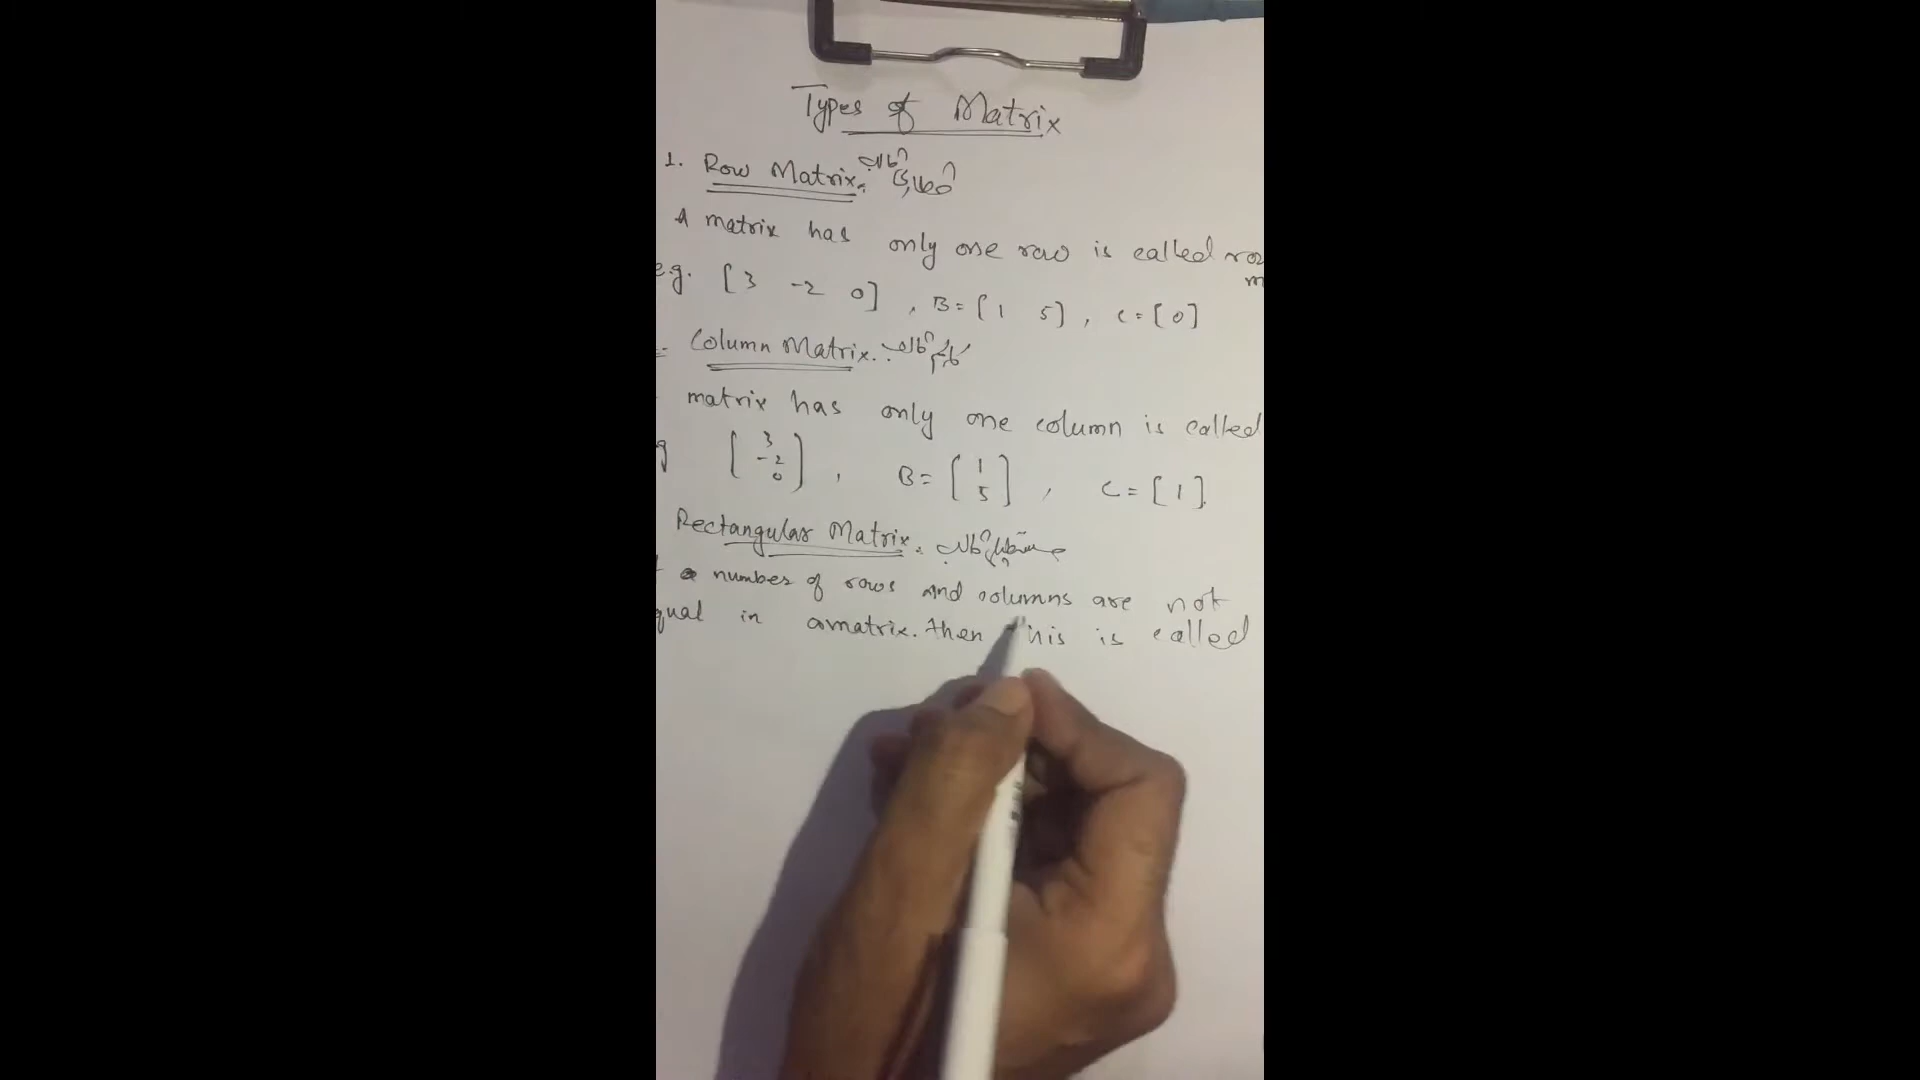 Types of Matrix
1. Row Matrix.
A matrix has only one row is called
e.g. [3 -2 0], B = [1 5], C = [0]
Column Matrix.
matrix has only one column is called
[3 -2 0], B = [1 5], C = [1].
Rectangular Matrix.
number of rows and columns are not
qual in a matrix. then this is called